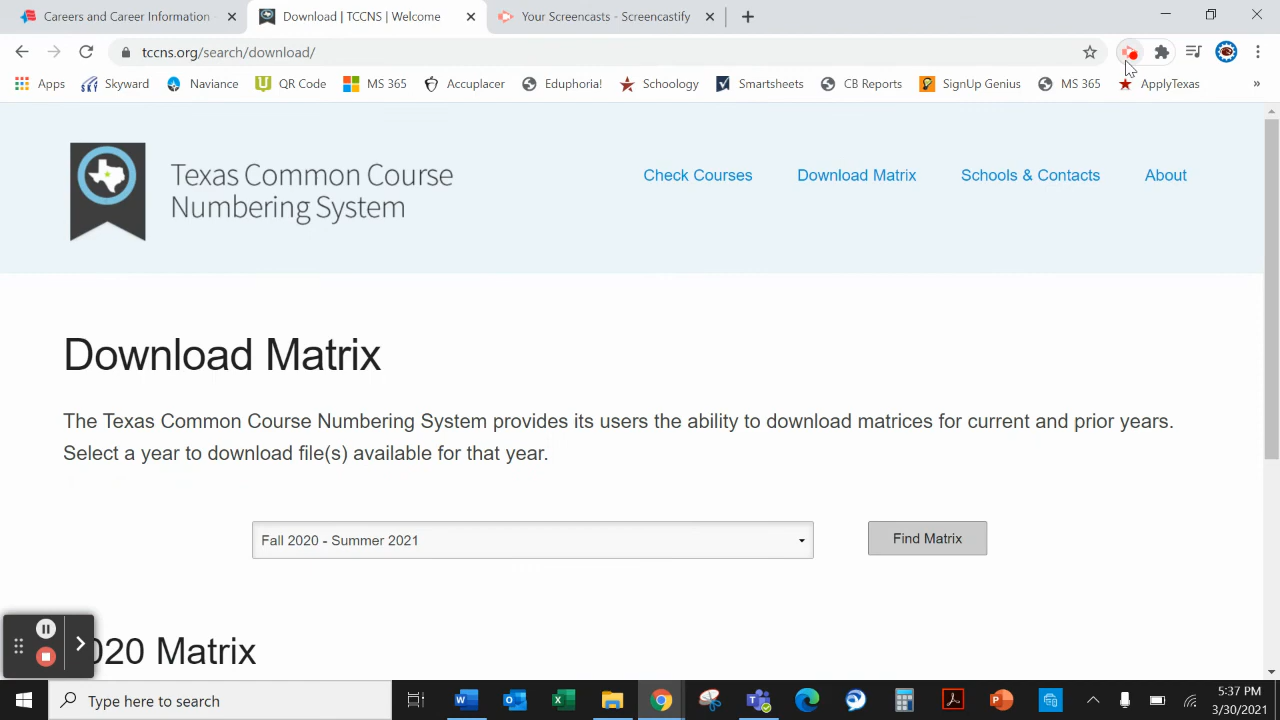 Careers and Career Information
Download | TCCNS | Welcome
Your Screencasts - Screencastify
tccns.org/search/download/
Apps
Skyward
Naviance
QR Code
MS 365
Accuplacer
Eduphoria!
Schoology
Smartsheets
CB Reports
SignUp Genius
MS 365
ApplyTexas
»
Texas Common Course
Numbering System
Check Courses
Download Matrix
Schools & Contacts
About
Download Matrix
The Texas Common Course Numbering System provides its users the ability to download matrices for current and prior years.
Select a year to download file(s) available for that year.
Fall 2020 - Summer 2021
Find Matrix
020 Matrix
Type here to search
5:37 PM
3/30/2021